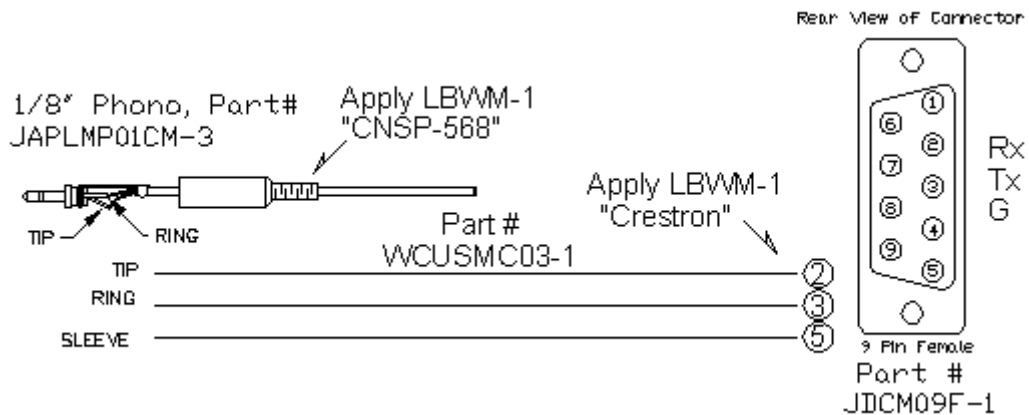 Rear View of Connector
1/8" Phono, Part#
JAPLMP01CM-3
Apply LBWM-1
"CNSP-568"
TIP
RING
Part #
WCUSMC03-1
Apply LBWM-1
"Crestron"
TIP
RING
SLEEVE
2
3
5
1
6
2
7
3
8
4
9
5
Rx
Tx
G
9 Pin Female
Part #
JDCM09F-1